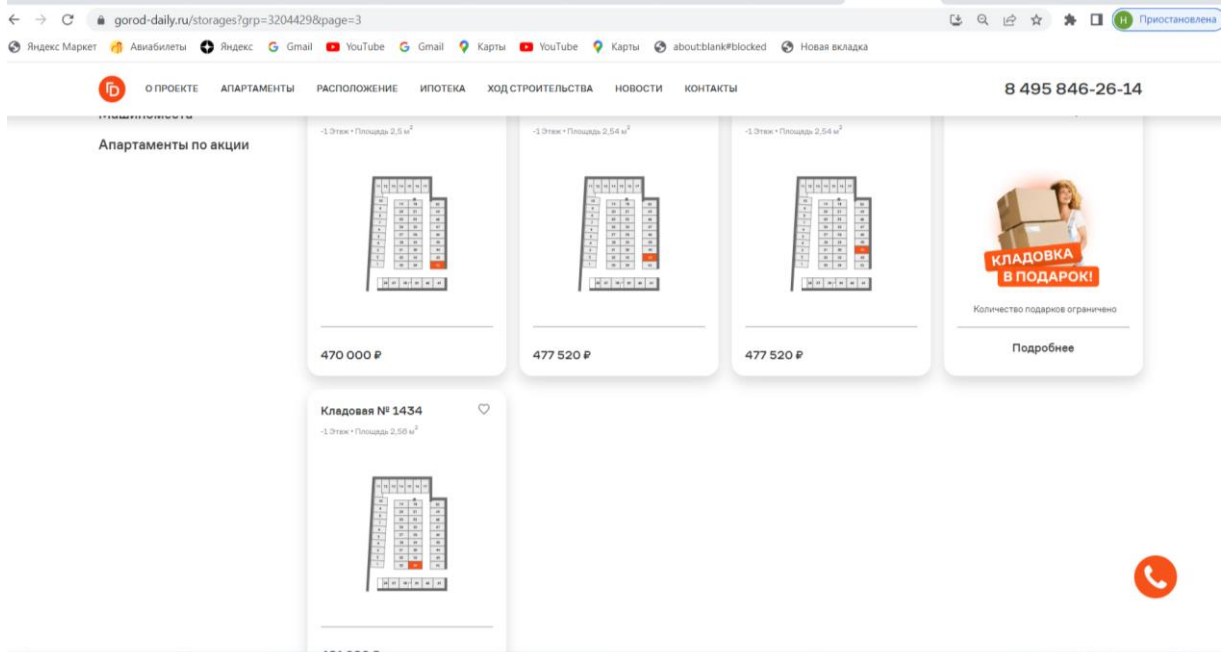 gorod-daily.ru/storages?grp=3204429&page=3
Н Приостановлена
Яндекс Маркет Авиабилеты Яндекс Gmail YouTube Gmail Карты YouTube Карты about:blank#blocked Новая вкладка
О ПРОЕКТЕ АПАРТАМЕНТЫ РАСПОЛОЖЕНИЕ ИПОТЕКА ХОД СТРОИТЕЛЬСТВА НОВОСТИ КОНТАКТЫ 8 495 846-26-14
Машиноместа
Апартаменты по акции
-1 Этаж • Площадь 2,5 м²
-1 Этаж • Площадь 2,54 м²
-1 Этаж • Площадь 2,54 м²
КЛАДОВКА
В ПОДАРОК!
Количество подарков ограничено
470 000 ₽
477 520 ₽
477 520 ₽
Подробнее
Кладовая № 1434
-1 Этаж • Площадь 2,56 м²